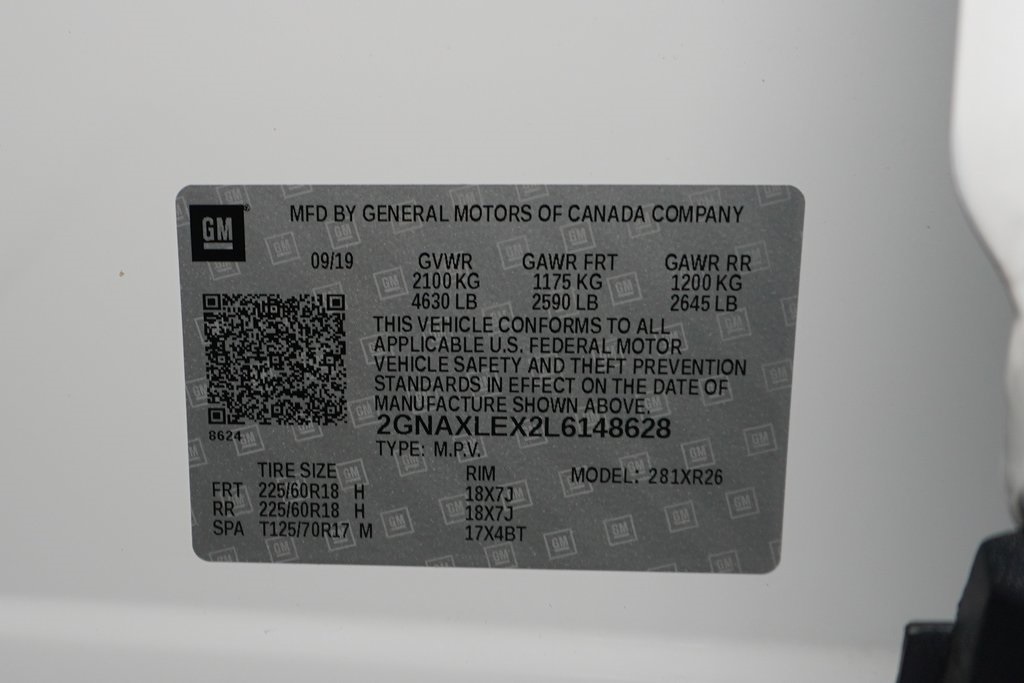 GM
MFD BY GENERAL MOTORS OF CANADA COMPANY
09/19 GVWR GAWR FRT GAWR RR
2100 KG 1175 KG 1200 KG
4630 LB 2590 LB 2645 LB
THIS VEHICLE CONFORMS TO ALL
APPLICABLE U.S. FEDERAL MOTOR
VEHICLE SAFETY AND THEFT PREVENTION
STANDARDS IN EFFECT ON THE DATE OF
MANUFACTURE SHOWN ABOVE.
2GNAXLEX2L6148628
8624
TYPE: M.P.V.
TIRE SIZE RIM MODEL: 281XR26
FRT 225/60R18 H 18X7J
RR 225/60R18 H 18X7J
SPA T125/70R17 M 17X4BT